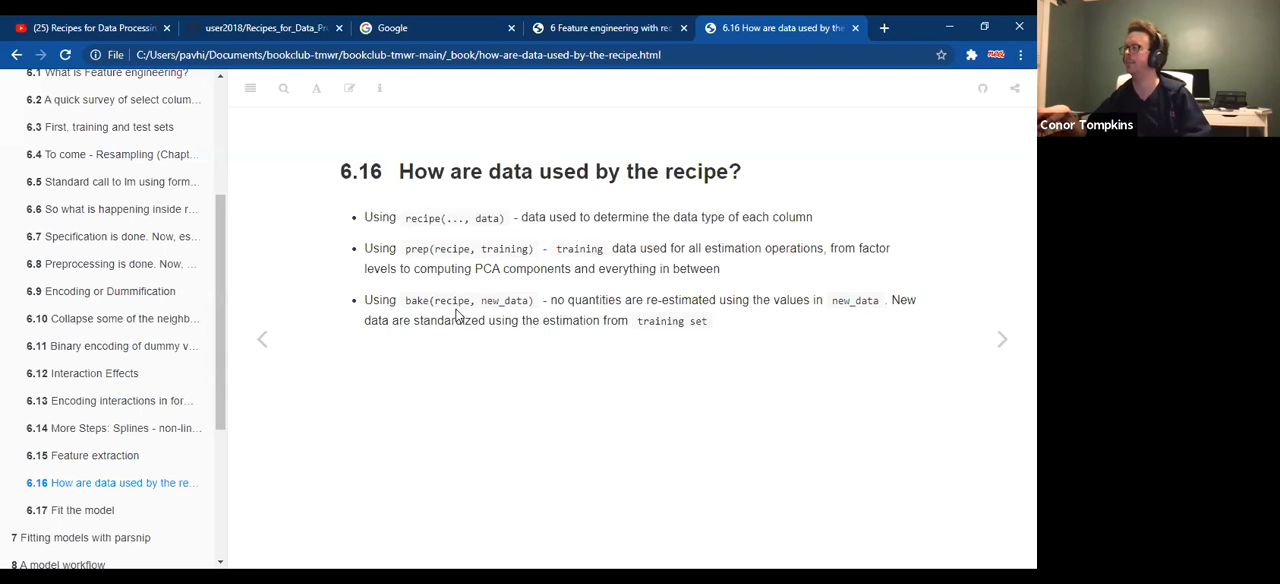 (25) Recipes for Data Processin
user2018/Recipes_for_Data_Pr
Google
6 Feature engineering with rec
6.16 How are data used by the
File C:/Users/pavhi/Documents/bookclub-tmwr/bookclub-tmwr-main/_book/how-are-data-used-by-the-recipe.html
6.1 What is Feature engineering?
6.2 A quick survey of select colum...
6.3 First, training and test sets
6.4 To come - Resampling (Chapt...
6.5 Standard call to lm using form...
6.6 So what is happening inside r...
6.7 Specification is done. Now, es...
6.8 Preprocessing is done. Now, ...
6.9 Encoding or Dummification
6.10 Collapse some of the neighb...
6.11 Binary encoding of dummy v...
6.12 Interaction Effects
6.13 Encoding interactions in for...
6.14 More Steps: Splines - non-lin...
6.15 Feature extraction
6.16 How are data used by the re...
6.17 Fit the model
7 Fitting models with parsnip
8 A model workflow
6.16 How are data used by the recipe?
• Using recipe(..., data) - data used to determine the data type of each column
• Using prep(recipe, training) - training data used for all estimation operations, from factor
levels to computing PCA components and everything in between
• Using bake(recipe, new_data) - no quantities are re-estimated using the values in new_data . New
data are standardized using the estimation from training set
Conor Tompkins